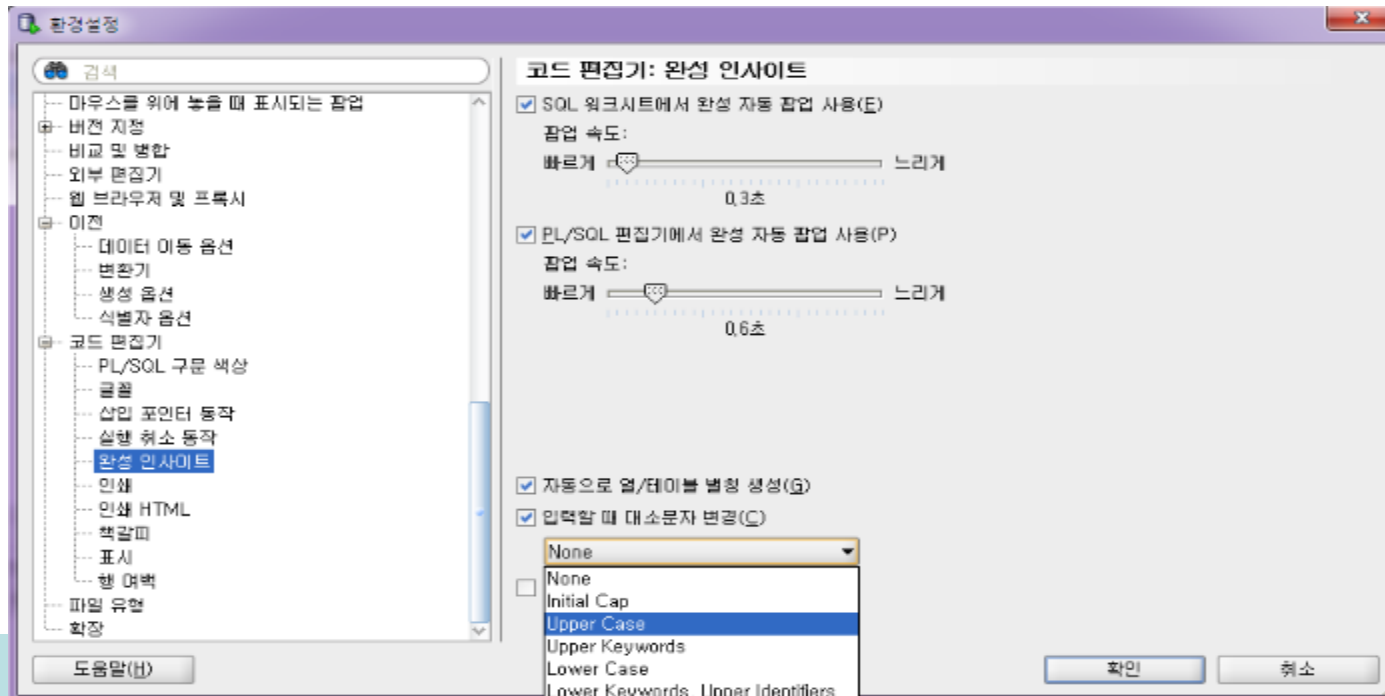 환경설정
검색
마우스를 위에 놓을 때 표시되는 팝업
버전 지정
비교 및 병합
외부 편집기
웹 브라우저 및 프록시
이전
데이터 이동 옵션
변환기
생성 옵션
식별자 옵션
코드 편집기
PL/SQL 구문 색상
글꼴
삽입 포인터 동작
실행 취소 동작
완성 인사이트
인쇄
인쇄 HTML
책갈피
표시
행 여백
파일 유형
확장
도움말(H)
코드 편집기: 완성 인사이트
SQL 워크시트에서 완성 자동 팝업 사용(E)
팝업 속도:
빠르게 느리게
0,3초
PL/SQL 편집기에서 완성 자동 팝업 사용(P)
팝업 속도:
빠르게 느리게
0,6초
자동으로 열/테이블 별칭 생성(G)
입력할 때 대소문자 변경(C)
None
None
Initial Cap
Upper Case
Upper Keywords
Lower Case
Lower Keywords, Upper Identifiers
확인 취소